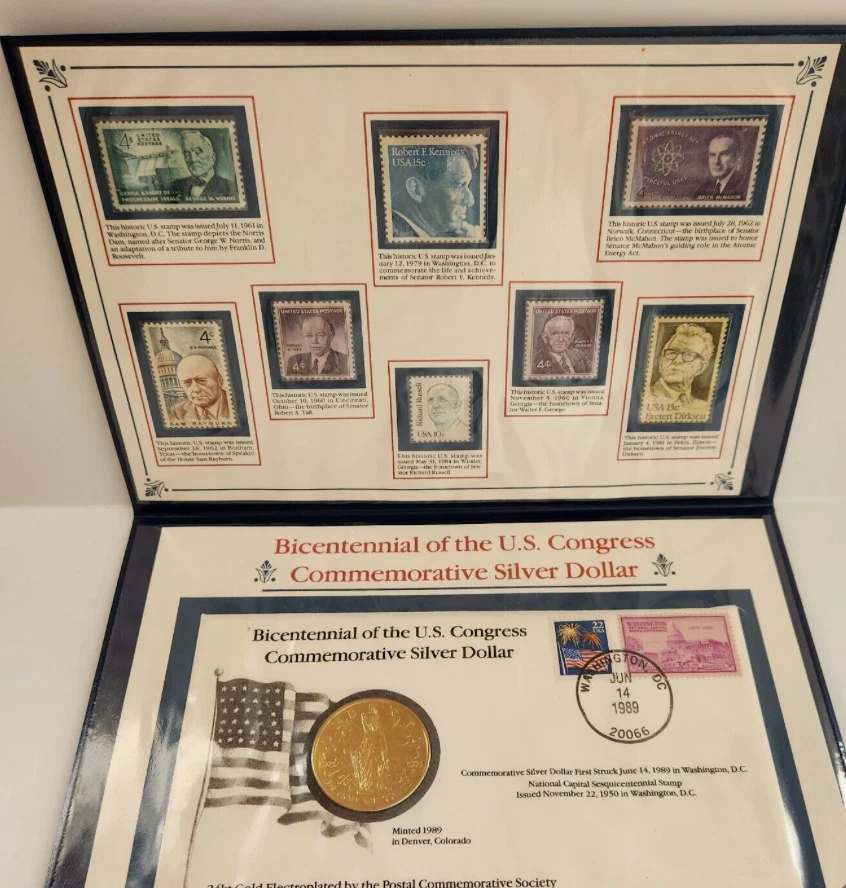 4¢ UNITED STATES POSTAGE
"GENTLE KNIGHT OF PROGRESSIVE IDEALS" GEORGE W. NORRIS
This historic U.S. stamp was issued July 11, 1961 in
Washington, D.C. The stamp depicts the Norris
Dam, named after Senator George W. Norris, and
an adaptation of a tribute to him by Franklin D.
Roosevelt.
Robert F. Kennedy
USA 15c
This historic U.S. stamp was issued Jan-
uary 12, 1979 in Washington, D.C. to
commemorate the life and achieve-
ments of Senator Robert F. Kennedy.
ATOMIC ENERGY ACT
PEACEFUL USES
4¢
BRIEN McMAHON
This historic U.S. stamp was issued July 28, 1962 in
Norwalk, Connecticut—the birthplace of Senator
Brien McMahon. The stamp was issued to honor
Senator McMahon's guiding role in the Atomic
Energy Act.
4¢
U.S. POSTAGE
SAM RAYBURN
This historic U.S. stamp was issued
September 16, 1962 in Bonham,
Texas—the hometown of Speaker
of the House Sam Rayburn.
UNITED STATES POSTAGE
4¢
This historic U.S. stamp was issued
October 10, 1960 in Cincinnati,
Ohio—the birthplace of Senator
Robert A. Taft.
Richard Russell
USA 10c
This historic U.S. stamp was
issued May 31, 1984 in Winder,
Georgia—the hometown of Sen-
ator Richard Russell.
UNITED STATES POSTAGE
4¢
This historic U.S. stamp was issued
November 5, 1960 in Vienna,
Georgia—the hometown of Sena-
tor Walter F. George.
USA 15c
Everett Dirksen
This historic U.S. stamp was issued
January 4, 1981 in Pekin, Illinois—
the hometown of Senator Everett
Dirksen.
Bicentennial of the U.S. Congress
Commemorative Silver Dollar
Bicentennial of the U.S. Congress
Commemorative Silver Dollar
22
USA
WASHINGTON
WASHINGTON, DC
JUN
14
1989
20066
Commemorative Silver Dollar First Struck June 14, 1989 in Washington, D.C.
National Capital Sesquicentennial Stamp
Issued November 22, 1950 in Washington, D.C.
Minted 1989
in Denver, Colorado
24kt Gold Electroplated by the Postal Commemorative Society